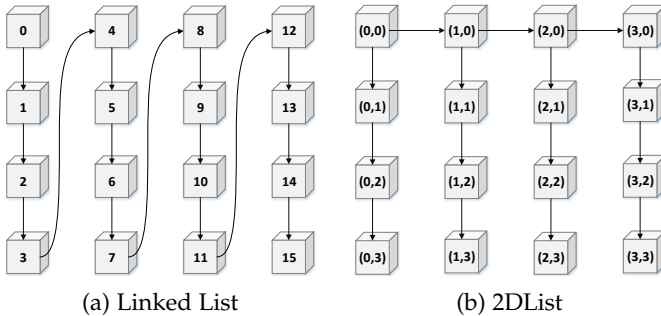 0 4 8 12 (0,0) (1,0) (2,0) (3,0)
1 5 9 13 (0,1) (1,1) (2,1) (3,1)
2 6 10 14 (0,2) (1,2) (2,2) (3,2)
3 7 11 15 (0,3) (1,3) (2,3) (3,3)
(a) Linked List (b) 2DList